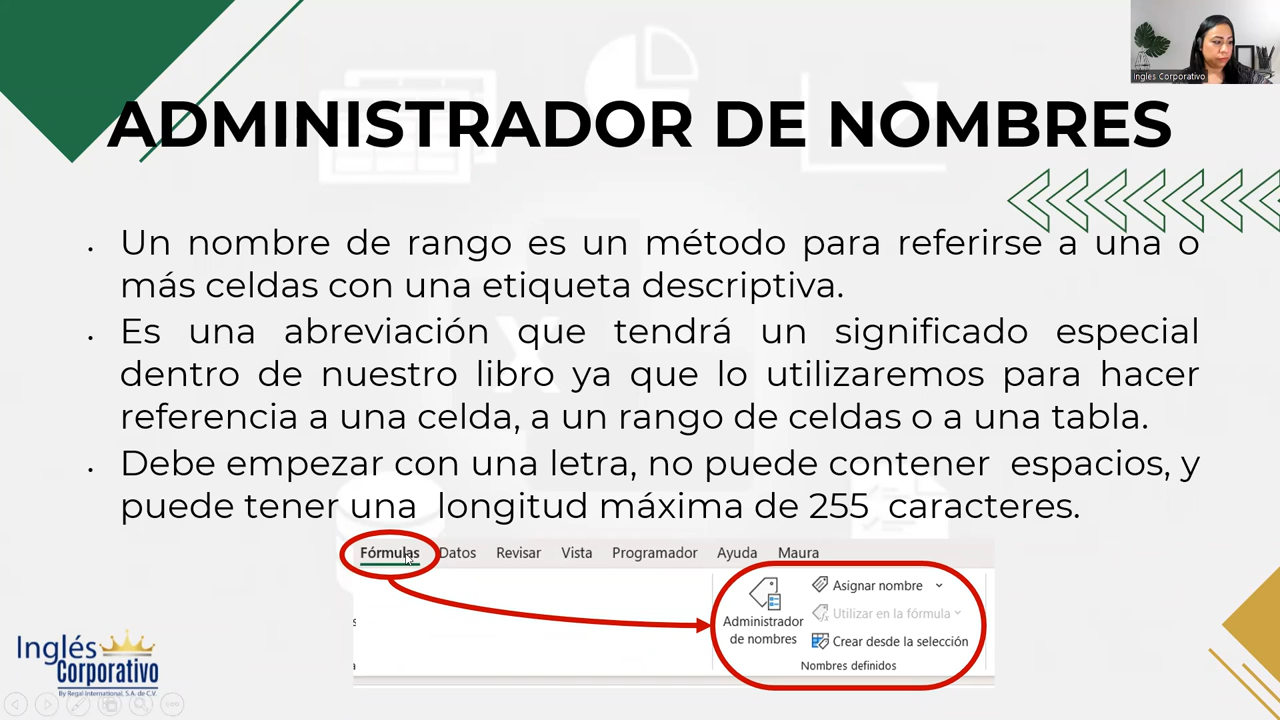 Inglés Corporativo
ADMINISTRADOR DE NOMBRES
• Un nombre de rango es un método para referirse a una o
más celdas con una etiqueta descriptiva.
• Es una abreviación que tendrá un significado especial
dentro de nuestro libro ya que lo utilizaremos para hacer
referencia a una celda, a un rango de celdas o a una tabla.
• Debe empezar con una letra, no puede contener espacios, y
puede tener una longitud máxima de 255 caracteres.
Fórmulas Datos Revisar Vista Programador Ayuda Maura
Administrador
de nombres
Asignar nombre
Utilizar en la fórmula
Crear desde la selección
Nombres definidos
Inglés
Corporativo
By Regal International, S.A. de C.V.